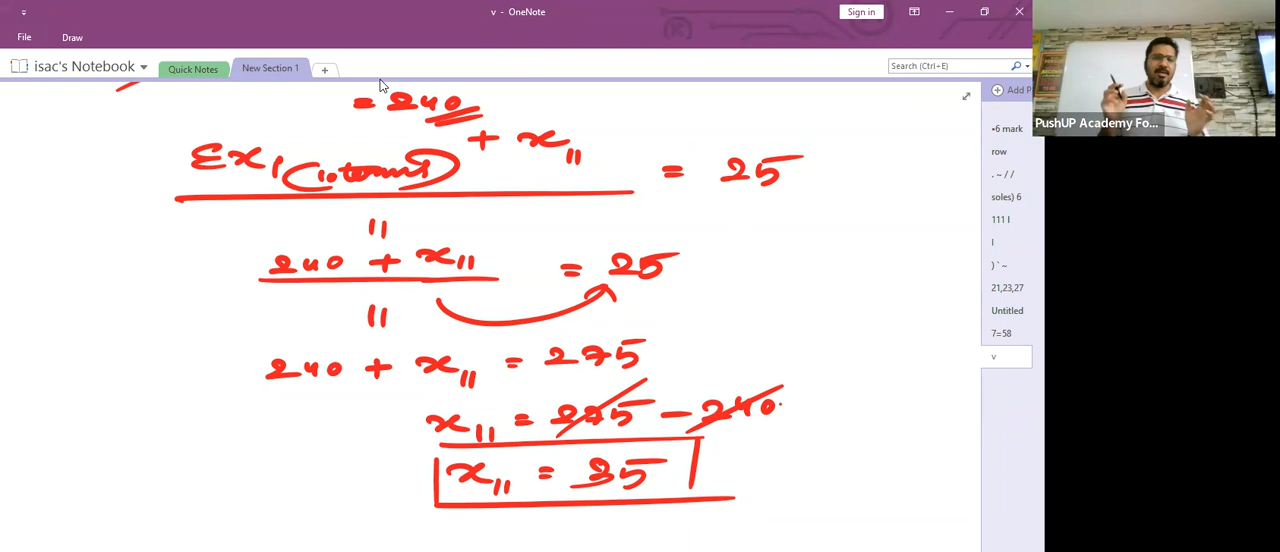 v - OneNote
Sign in
File
Draw
isac's Notebook
Quick Notes
New Section 1
+
Search (Ctrl+E)
Add P
PushUP Academy Fo...
•6 mark
row
. ~ / /
soles) 6
111 I
I
) ` ~
21,23,27
Untitled
7=58
v
= 240
Σx₁ (10 terms) + x₁₁ = 25
11
240 + x₁₁ = 25
11
240 + x₁₁ = 275
x₁₁ = 275 - 240
x₁₁ = 35